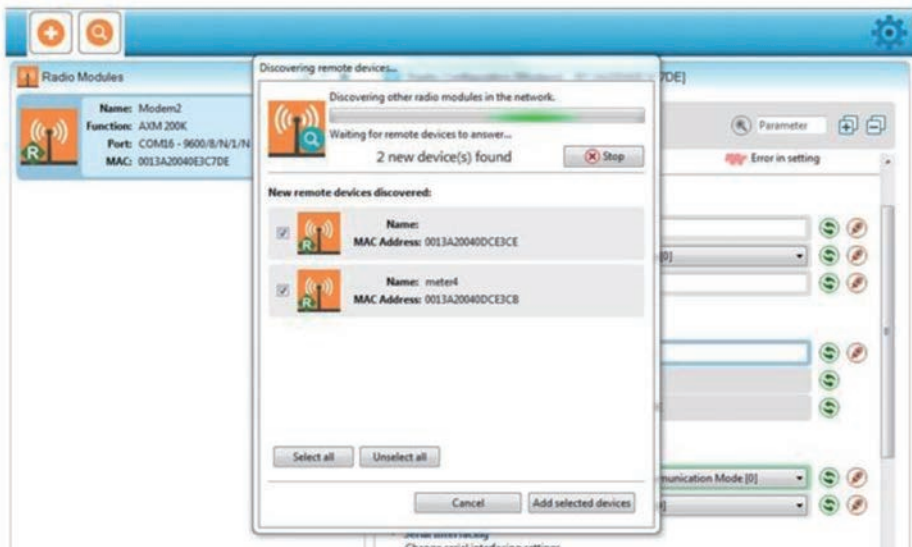 Radio Modules
Name: Modem2
Function: AXM 200K
Port: COM16 - 9600/8/N/1/N
MAC: 0013A20040E3C7DE
R
Discovering remote devices...
Discovering other radio modules in the network.
Waiting for remote devices to answer...
2 new device(s) found
Stop
New remote devices discovered:
Name:
MAC Address: 0013A20040DCE3CE
R
Name: meter4
MAC Address: 0013A20040DCE3CB
R
Select all
Unselect all
Cancel
Add selected devices
7DE]
Parameter
Error in setting
[0]
munication Mode [0]
Serial Interfacing
Change serial interfacing settings